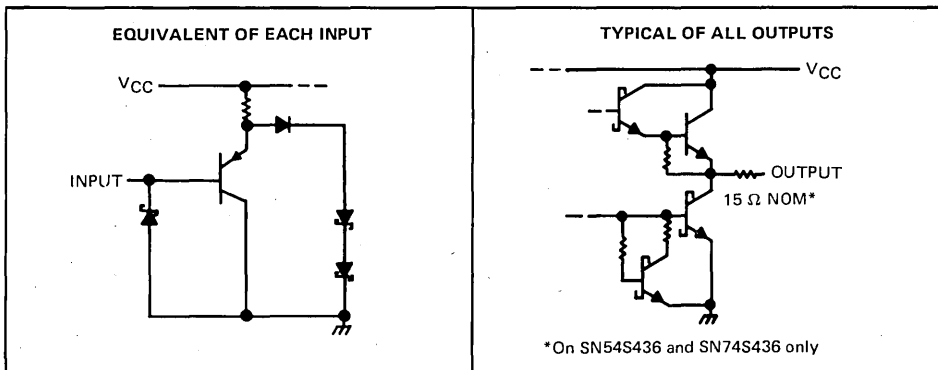 EQUIVALENT OF EACH INPUT
VCC
INPUT
TYPICAL OF ALL OUTPUTS
VCC
OUTPUT
15 Ω NOM*
*On SN54S436 and SN74S436 only